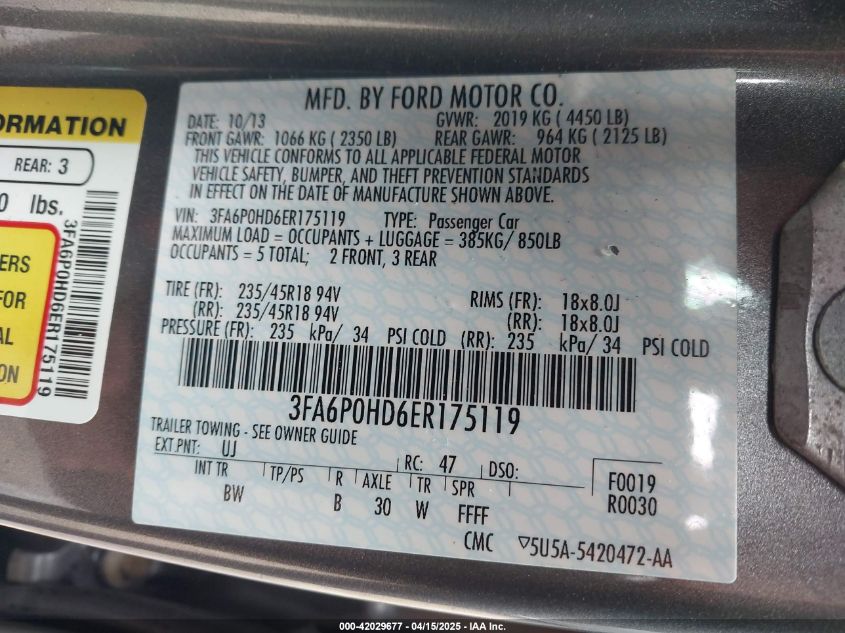 ORMATION
REAR: 3
0 lbs.
ERS
FOR
AL
ON
3FA6P0HD6ER175119
MFD. BY FORD MOTOR CO.
DATE: 10/13 GVWR: 2019 KG ( 4450 LB)
FRONT GAWR: 1066 KG ( 2350 LB) REAR GAWR: 964 KG ( 2125 LB)
THIS VEHICLE CONFORMS TO ALL APPLICABLE FEDERAL MOTOR
VEHICLE SAFETY, BUMPER, AND THEFT PREVENTION STANDARDS
IN EFFECT ON THE DATE OF MANUFACTURE SHOWN ABOVE.
VIN: 3FA6P0HD6ER175119 TYPE: Passenger Car
MAXIMUM LOAD = OCCUPANTS + LUGGAGE = 385KG/ 850LB
OCCUPANTS = 5 TOTAL; 2 FRONT, 3 REAR
TIRE (FR): 235/45R18 94V RIMS (FR): 18x8.0J
(RR): 235/45R18 94V (RR): 18x8.0J
PRESSURE (FR): 235 kPa/ 34 PSI COLD (RR): 235 kPa/ 34 PSI COLD
3FA6P0HD6ER175119
TRAILER TOWING - SEE OWNER GUIDE
EXT PNT: UJ RC: 47 DSO:
INT TR TP/PS R AXLE TR SPR F0019
BW B 30 W FFFF R0030
CMC ▽5U5A-5420472-AA
000-42029677 - 04/15/2025 - IAA Inc.